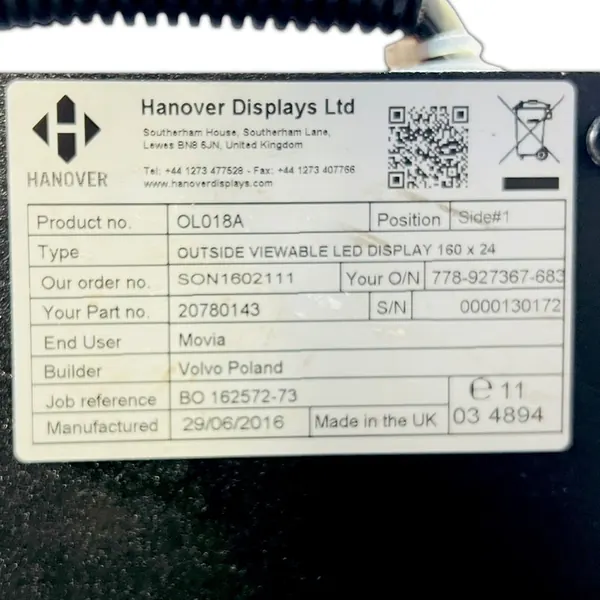 Hanover Displays Ltd
Southerham House, Southerham Lane,
Lewes BN8 6JN, United Kingdom
Tel: +44 1273 477528 - Fax: +44 1273 407766
www.hanoverdisplays.com
HANOVER
Product no. OL018A Position Side#1
Type OUTSIDE VIEWABLE LED DISPLAY 160 x 24
Our order no. SON1602111 Your O/N 778-927367-683
Your Part no. 20780143 S/N 0000130172
End User Movia
Builder Volvo Poland
Job reference BO 162572-73 e 11
Manufactured 29/06/2016 Made in the UK 03 4894